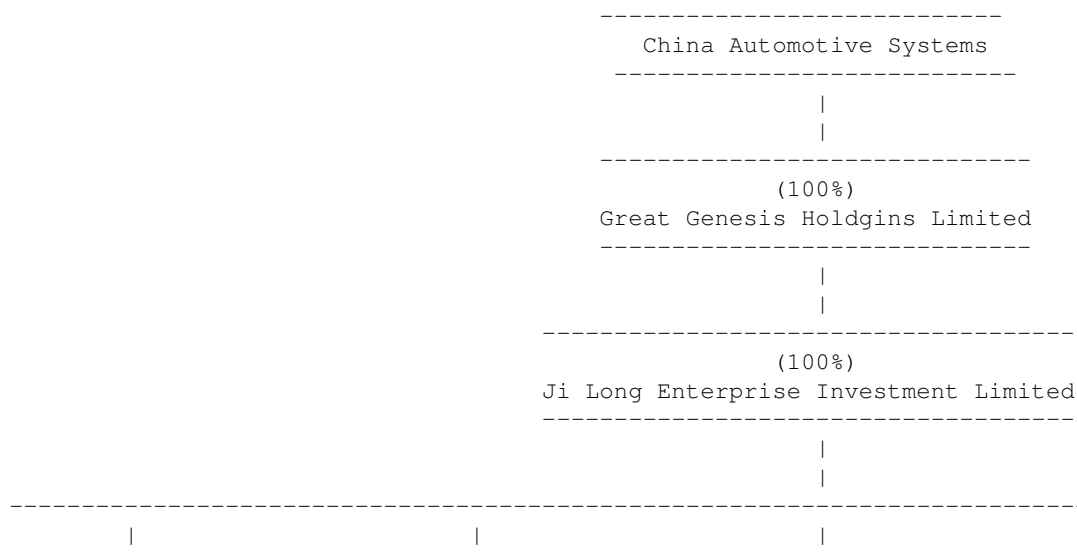 China Automotive Systems
(100%)
Great Genesis Holdgins Limited
(100%)
Ji Long Enterprise Investment Limited